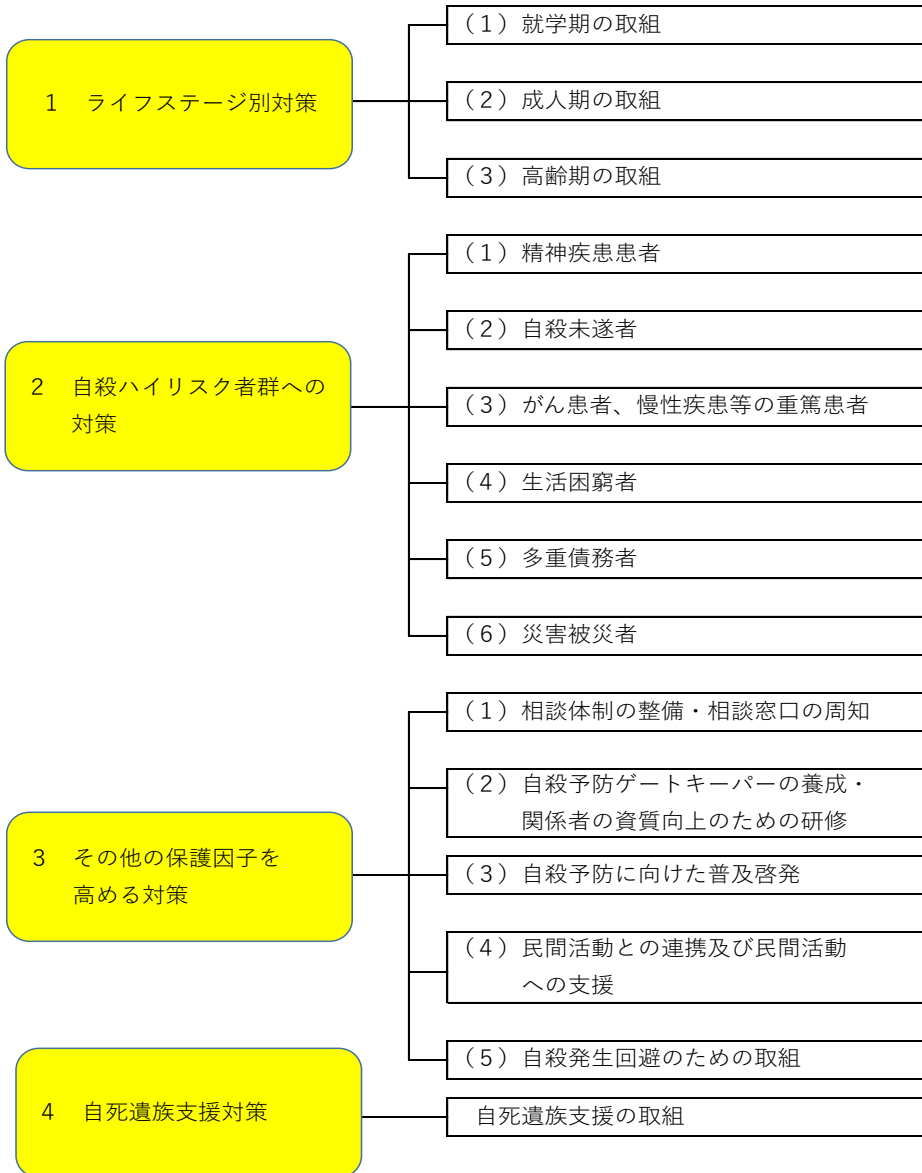 1 ライフステージ別対策
(1)就学期の取組
(2)成人期の取組
(3)高齢期の取組
2 自殺ハイリスク者群への
対策
(1)精神疾患患者
(2)自殺未遂者
(3)がん患者、慢性疾患等の重篤患者
(4)生活困窮者
(5)多重債務者
(6)災害被災者
3 その他の保護因子を
高める対策
(1)相談体制の整備・相談窓口の周知
(2)自殺予防ゲートキーパーの養成・
関係者の資質向上のための研修
(3)自殺予防に向けた普及啓発
(4)民間活動との連携及び民間活動
への支援
(5)自殺発生回避のための取組
4 自死遺族支援対策
自死遺族支援の取組